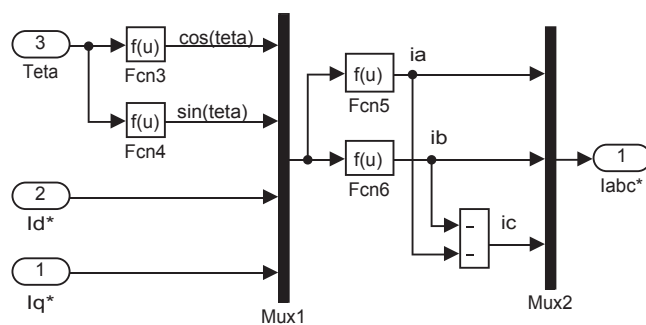 3
Teta
f(u)
Fcn3
cos(teta)
f(u)
Fcn4
sin(teta)
2
Id*
1
Iq*
Mux1
f(u)
Fcn5
ia
f(u)
Fcn6
ib
-
-
ic
Mux2
1
Iabc*